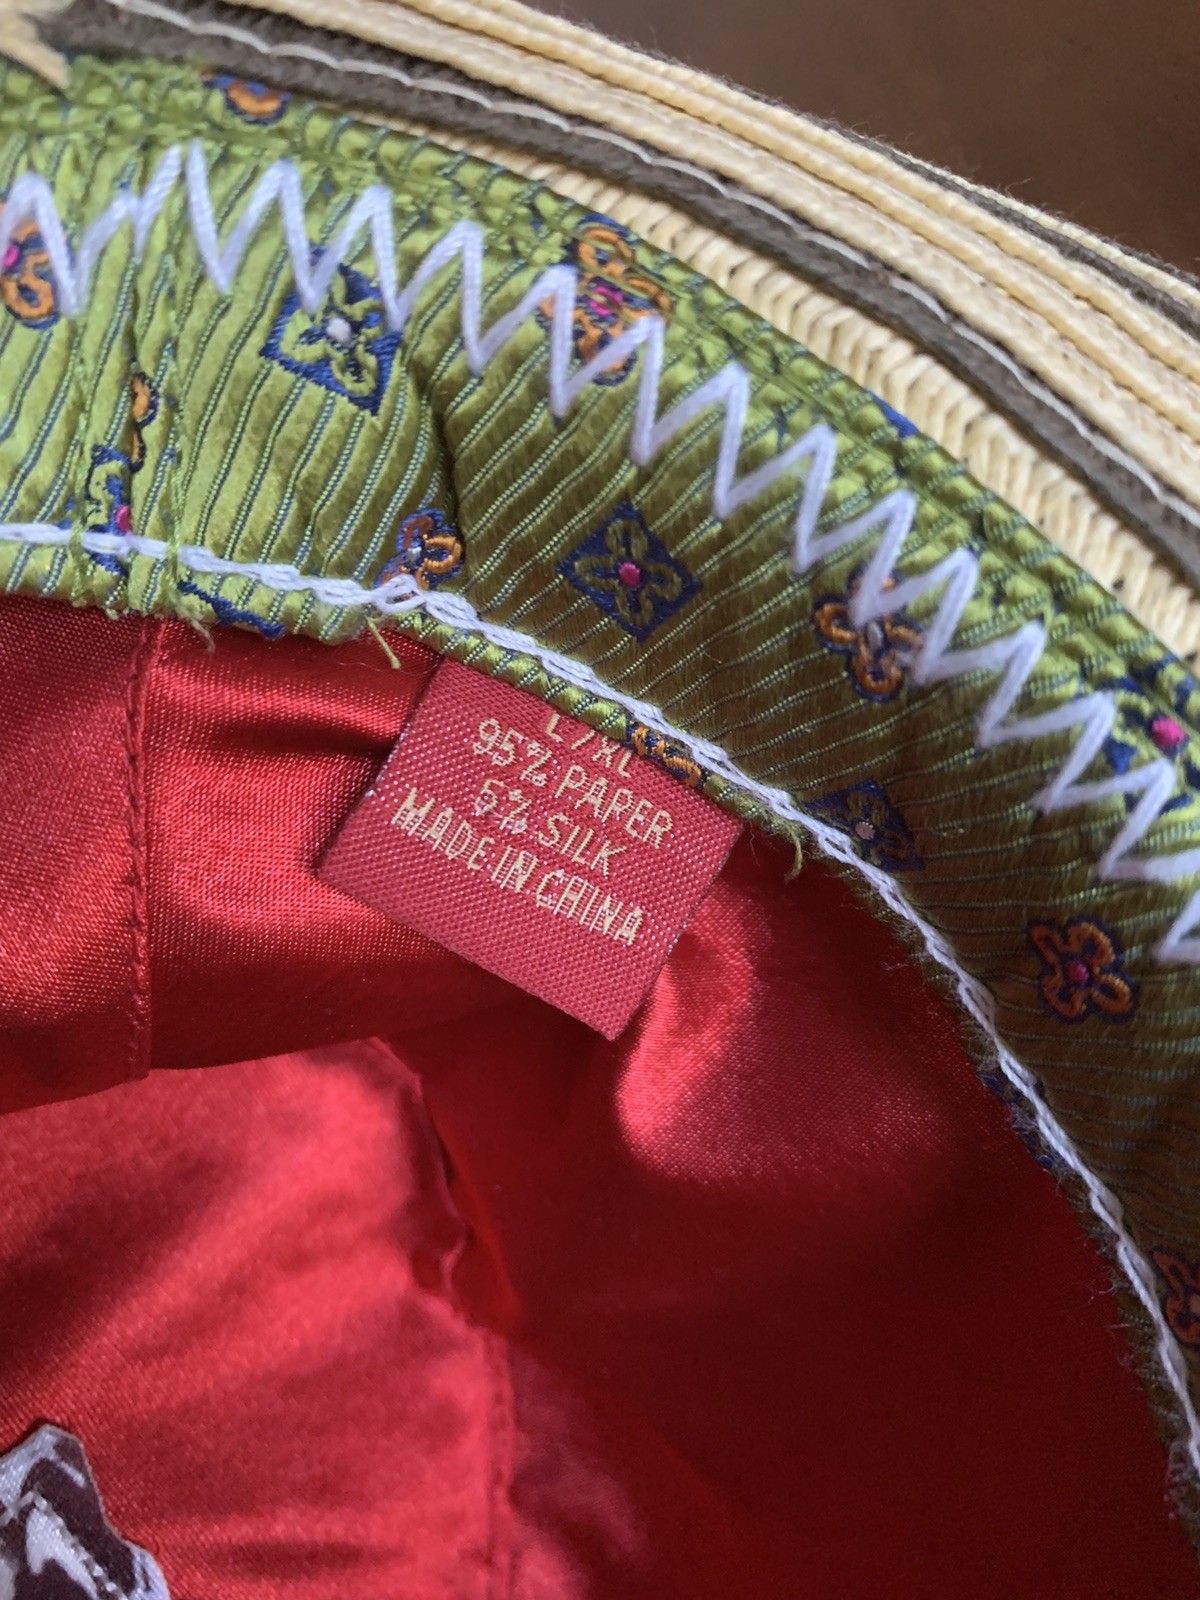 L/XL
95% PAPER
5% SILK
MADE IN CHINA